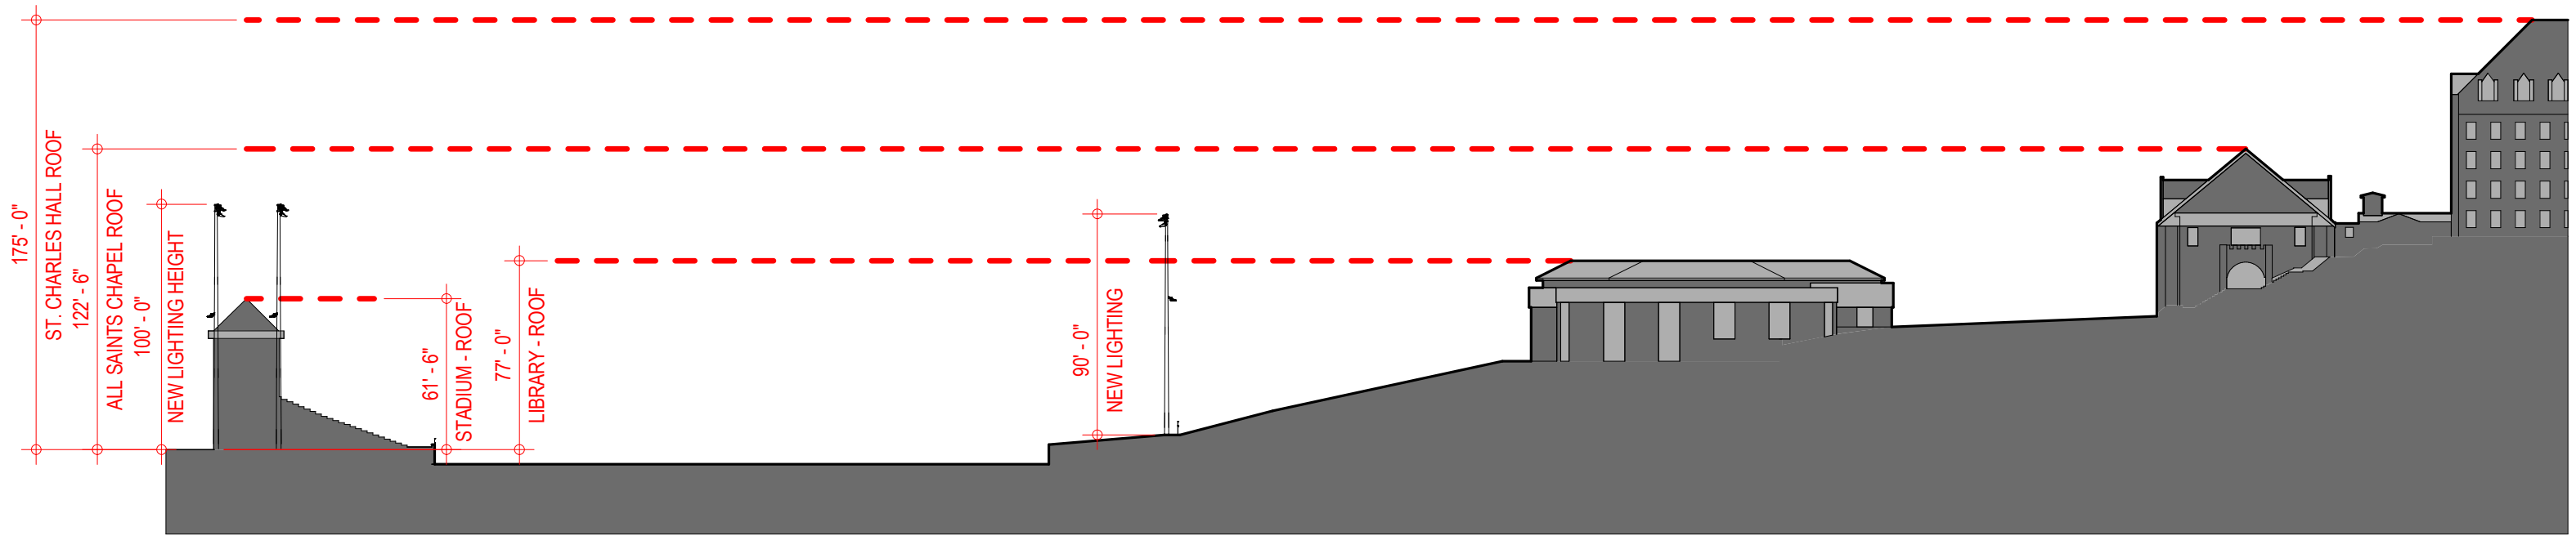 175' - 0"
ST. CHARLES HALL ROOF
122' - 6"
ALL SAINTS CHAPEL ROOF
100' - 0"
NEW LIGHTING HEIGHT
61' - 6"
STADIUM - ROOF
77' - 0"
LIBRARY - ROOF
90' - 0"
NEW LIGHTING